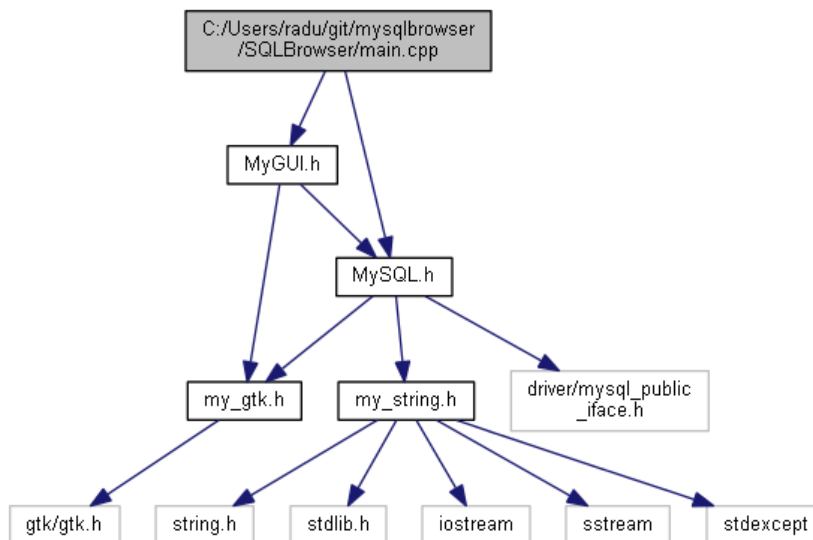 C:/Users/radu/git/mysqlbrowser
/SQLBrowser/main.cpp
MyGUI.h
MySQL.h
my_gtk.h
my_string.h
driver/mysql_public
_iface.h
gtk/gtk.h
string.h
stdlib.h
iostream
sstream
stdexcept